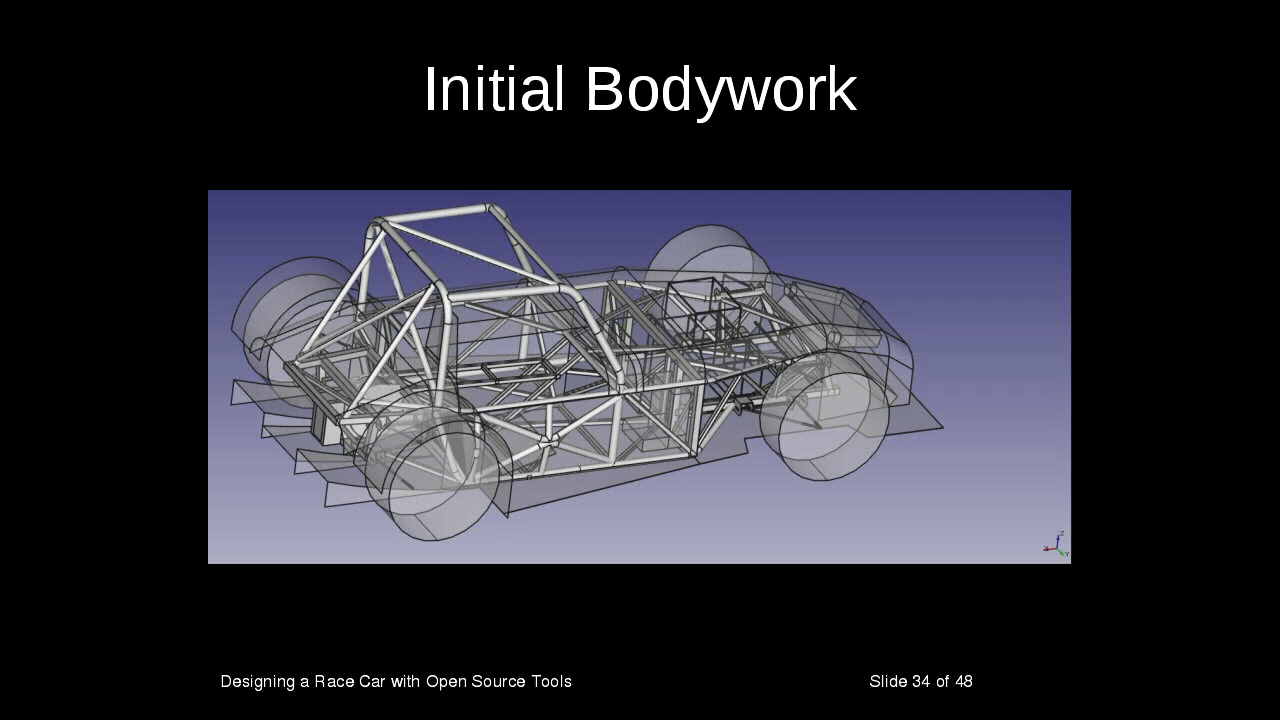 Initial Bodywork
Z
X
Y
Designing a Race Car with Open Source Tools
Slide 34 of 48